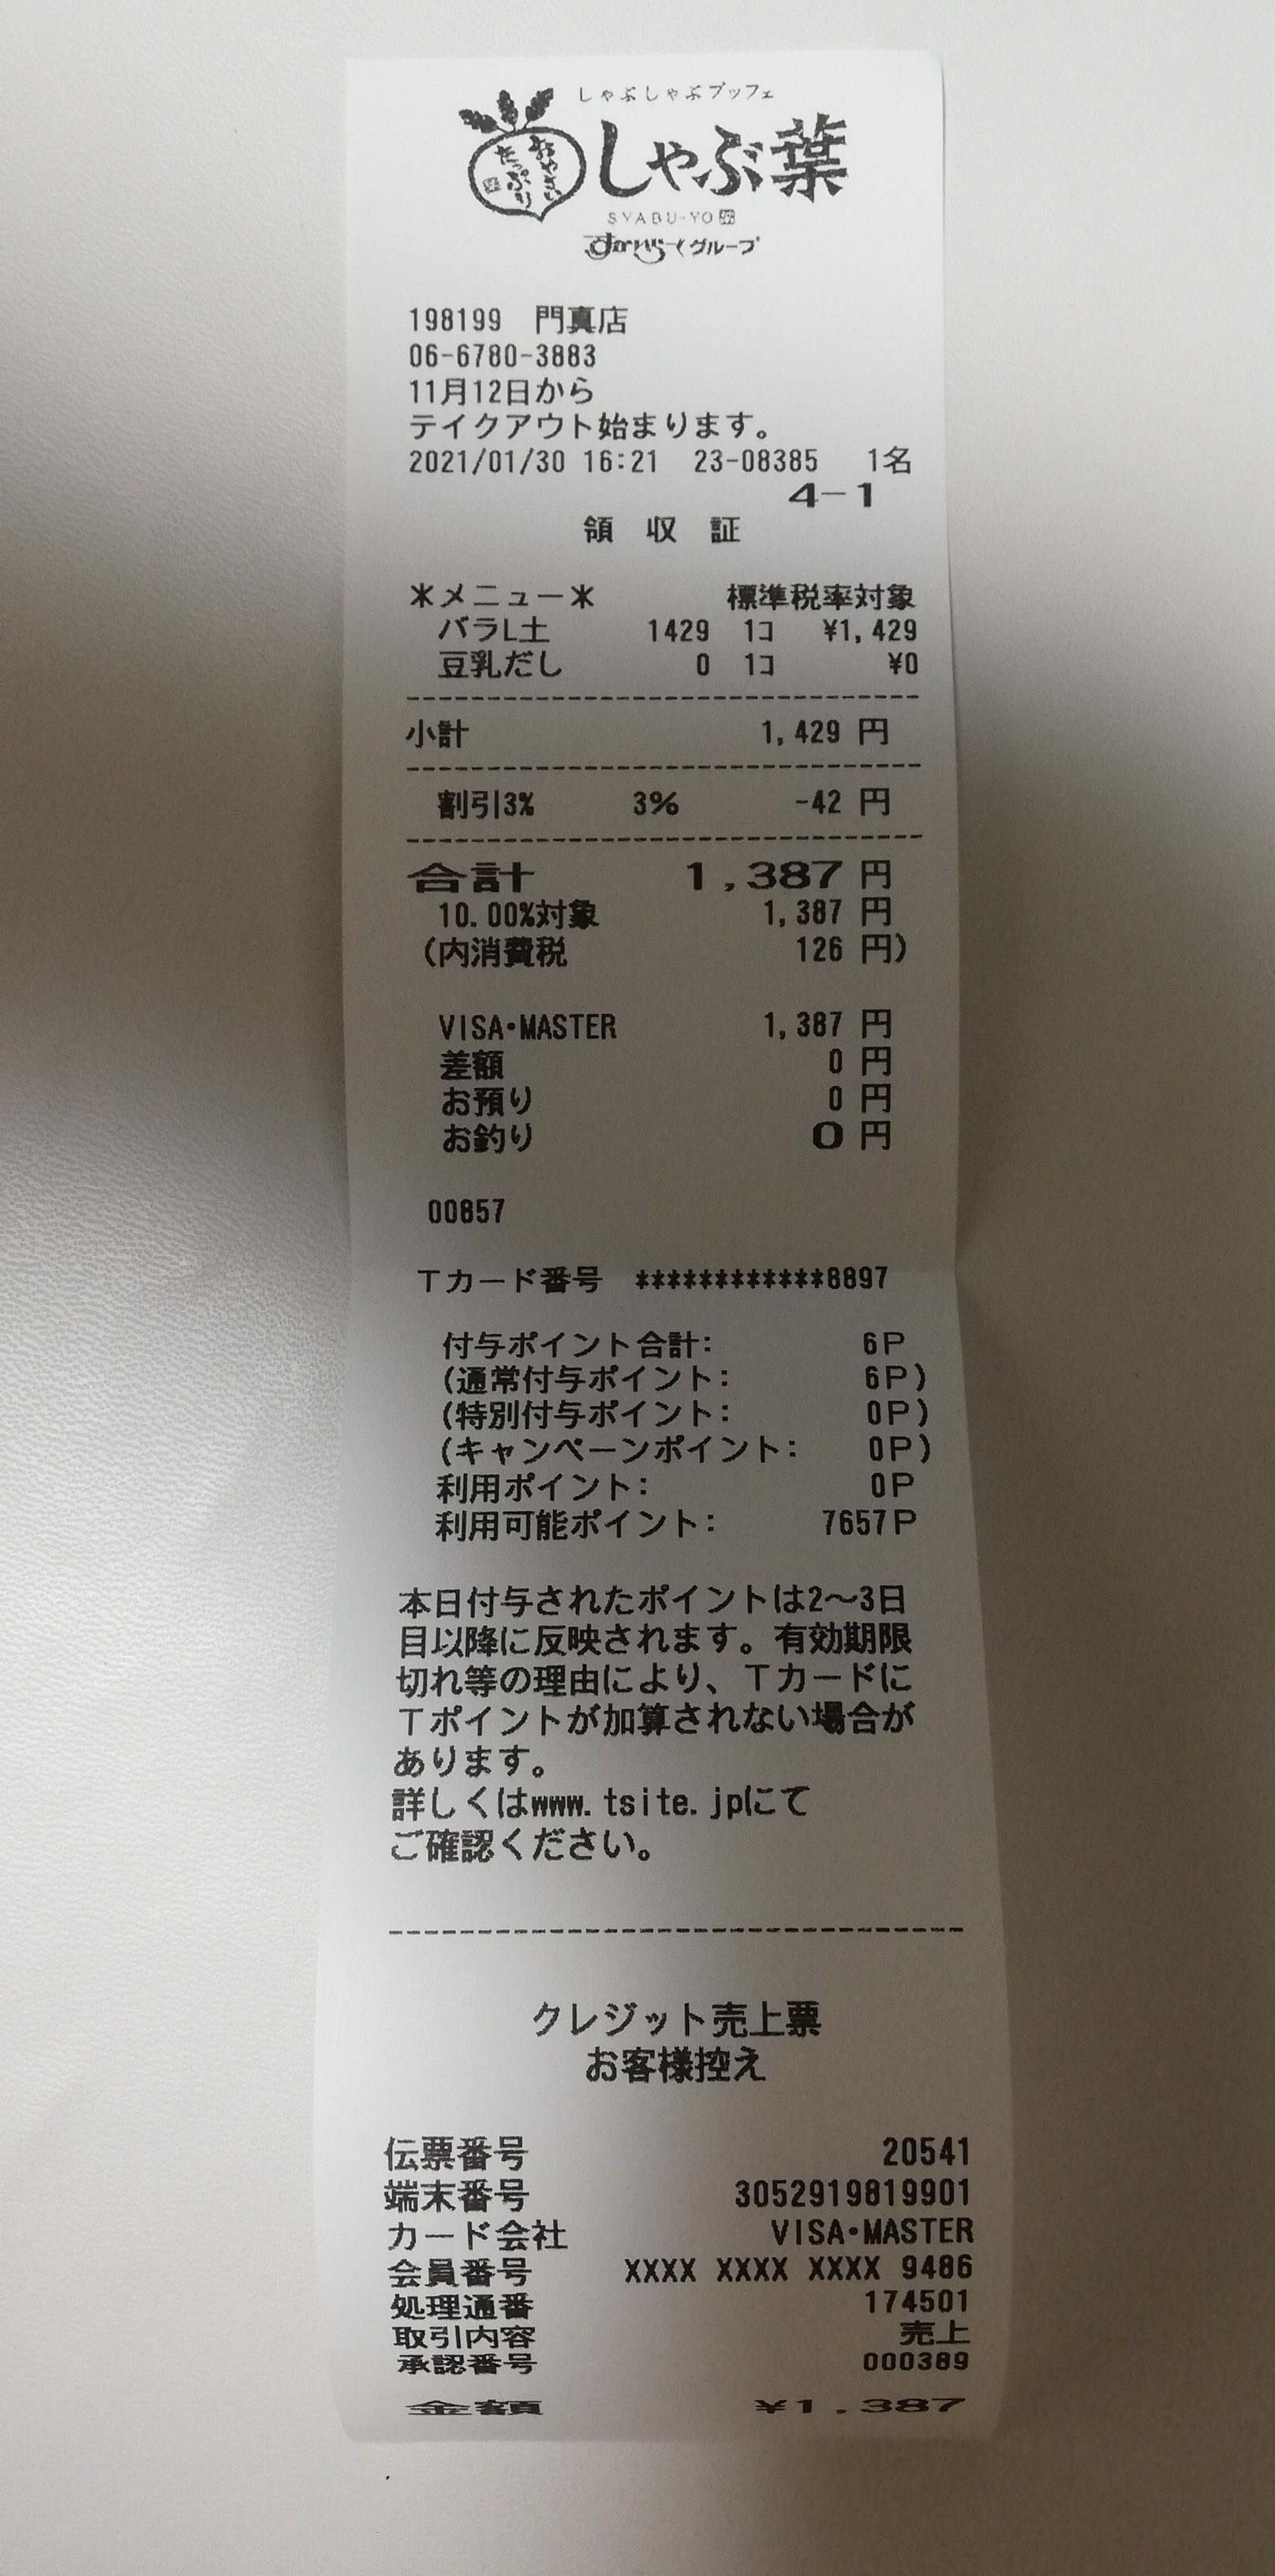 しゃぶしゃぶブッフェ
おやさい
たっぷり
しゃぶ葉
SYABU-YO
すかいらーくグループ
198199 門真店
06-6780-3883
11月12日から
テイクアウト始まります。
2021/01/30 16:21 23-08385 1名
4-1
領 収 証
*メニュー* 標準税率対象
バラL土 1429 1コ ¥1,429
豆乳だし 0 1コ ¥0
小計 1,429 円
割引3% 3% -42 円
合計 1,387 円
10.00%対象 1,387 円
(内消費税 126 円)
VISA・MASTER 1,387 円
差額 0 円
お預り 0 円
お釣り 0 円
00857
Tカード番号 ************8897
付与ポイント合計: 6P
(通常付与ポイント: 6P)
(特別付与ポイント: 0P)
(キャンペーンポイント: 0P)
利用ポイント: 0P
利用可能ポイント: 7657P
本日付与されたポイントは2〜3日
目以降に反映されます。有効期限
切れ等の理由により、Tカードに
Tポイントが加算されない場合が
あります。
詳しくはwww.tsite.jpにて
ご確認ください。
クレジット売上票
お客様控え
伝票番号 20541
端末番号 3052919819901
カード会社 VISA・MASTER
会員番号 XXXX XXXX XXXX 9486
処理通番 174501
取引内容 売上
承認番号 000389
金額 ¥1,387